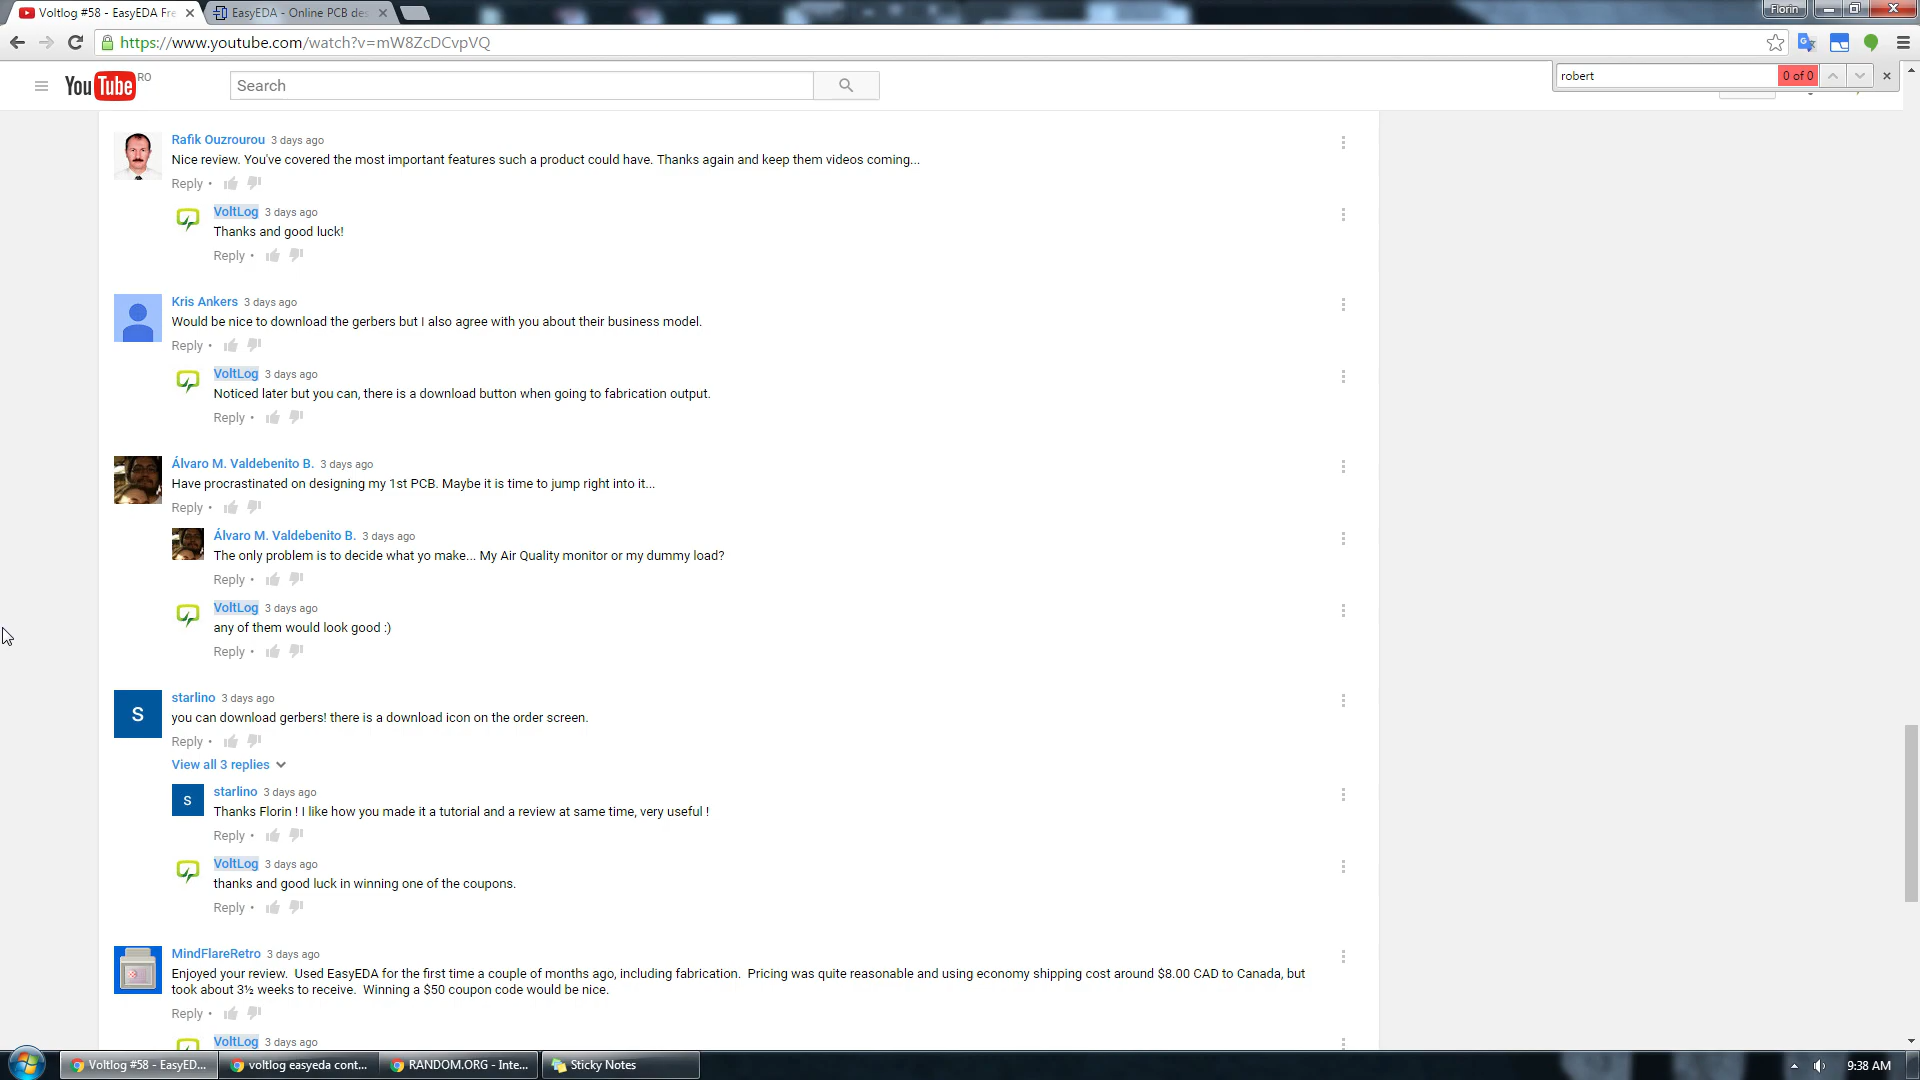 Voltlog #58 - EasyEDA Fre
EasyEDA - Online PCB des
Florin
https://www.youtube.com/watch?v=mW8ZcDCvpVQ
YouTube RO
Search
robert
0 of 0
Rafik Ouzrourou 3 days ago
Nice review. You've covered the most important features such a product could have. Thanks again and keep them videos coming...
Reply •
VoltLog 3 days ago
Thanks and good luck!
Reply •
Kris Ankers 3 days ago
Would be nice to download the gerbers but I also agree with you about their business model.
Reply •
VoltLog 3 days ago
Noticed later but you can, there is a download button when going to fabrication output.
Reply •
Álvaro M. Valdebenito B. 3 days ago
Have procrastinated on designing my 1st PCB. Maybe it is time to jump right into it...
Reply •
Álvaro M. Valdebenito B. 3 days ago
The only problem is to decide what yo make... My Air Quality monitor or my dummy load?
Reply •
VoltLog 3 days ago
any of them would look good :)
Reply •
S
starlino 3 days ago
you can download gerbers! there is a download icon on the order screen.
Reply •
View all 3 replies
s
starlino 3 days ago
Thanks Florin ! I like how you made it a tutorial and a review at same time, very useful !
Reply •
VoltLog 3 days ago
thanks and good luck in winning one of the coupons.
Reply •
MindFlareRetro 3 days ago
Enjoyed your review. Used EasyEDA for the first time a couple of months ago, including fabrication. Pricing was quite reasonable and using economy shipping cost around $8.00 CAD to Canada, but
took about 3½ weeks to receive. Winning a $50 coupon code would be nice.
Reply •
VoltLog 3 days ago
Voltlog #58 - EasyED...
voltlog easyeda cont...
RANDOM.ORG - Inte...
Sticky Notes
9:38 AM